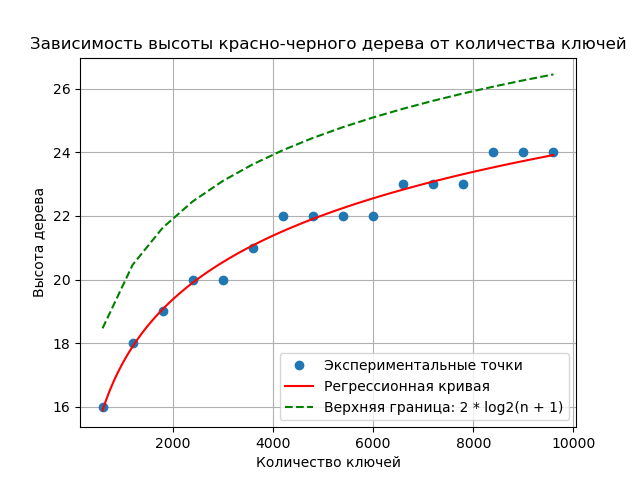 Зависимость высоты красно-черного дерева от количества ключей
26
24
22
20
18
16
Высота дерева
Экспериментальные точки
Регрессионная кривая
Верхняя граница: 2 * log2(n + 1)
2000 4000 6000 8000 10000
Количество ключей